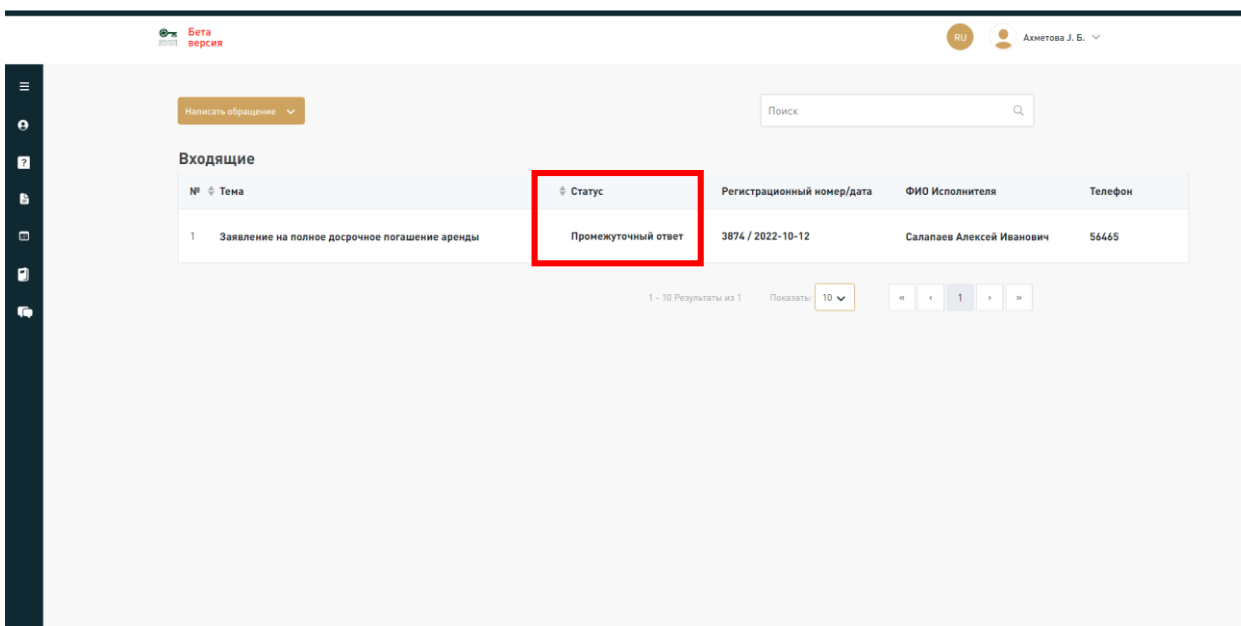 Бета
версия
RU
Ахметова J. Б.
Написать обращение
Поиск
Входящие
№ Тема Статус Регистрационный номер/дата ФИО Исполнителя Телефон
1 Заявление на полное досрочное погашение аренды Промежуточный ответ 3874 / 2022-10-12 Салапаев Алексей Иванович 56465
1 - 10 Результаты из 1 Показать: 10 « ‹ 1 › »